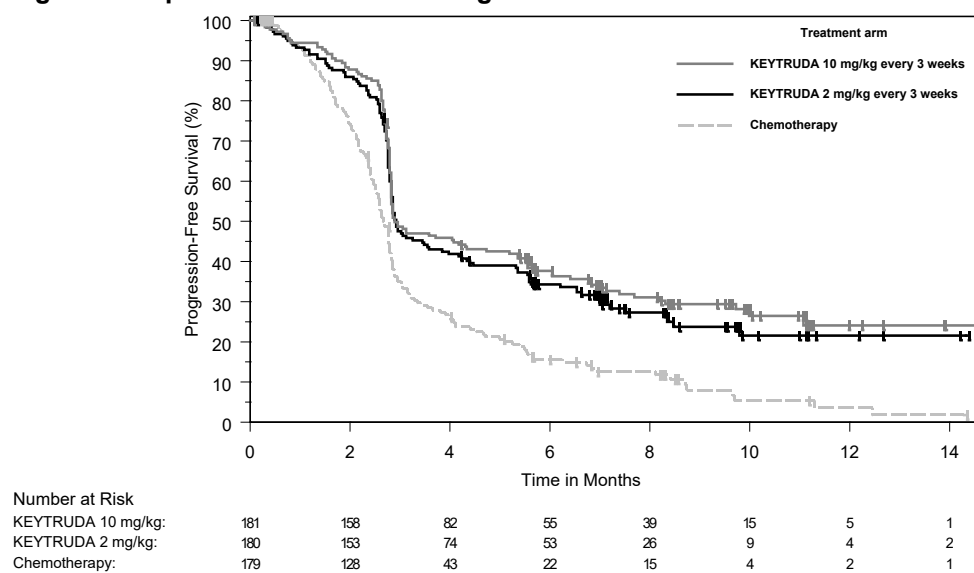 Treatment arm
KEYTRUDA 10 mg/kg every 3 weeks
KEYTRUDA 2 mg/kg every 3 weeks
Chemotherapy
Progression-Free Survival (%)
100
90
80
70
60
50
40
30
20
10
0
0 2 4 6 8 10 12 14
Time in Months
Number at Risk
KEYTRUDA 10 mg/kg: 181 158 82 55 39 15 5 1
KEYTRUDA 2 mg/kg: 180 153 74 53 26 9 4 2
Chemotherapy: 179 128 43 22 15 4 2 1